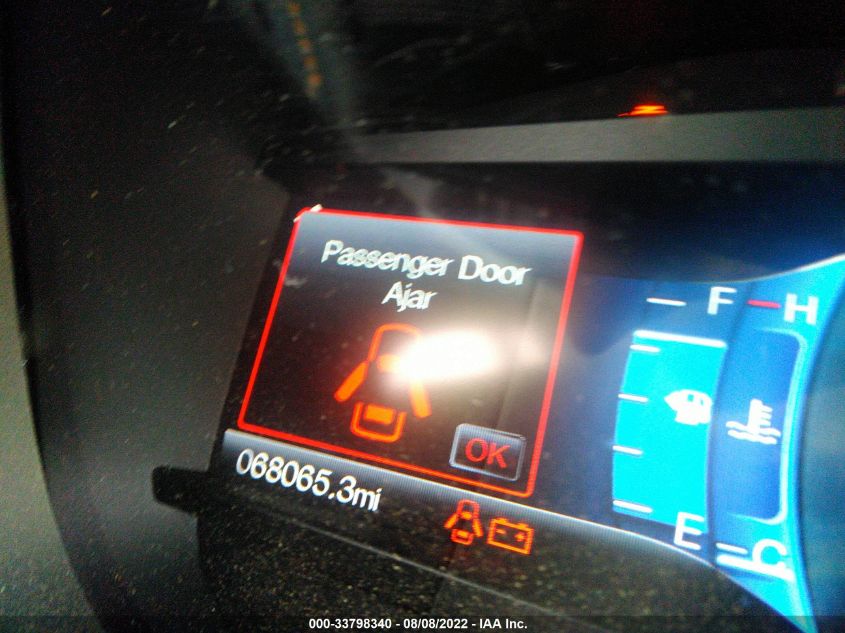 Passenger Door
Ajar
OK
068065.3mi
F
H
E
C
000-33798340 - 08/08/2022 - IAA Inc.